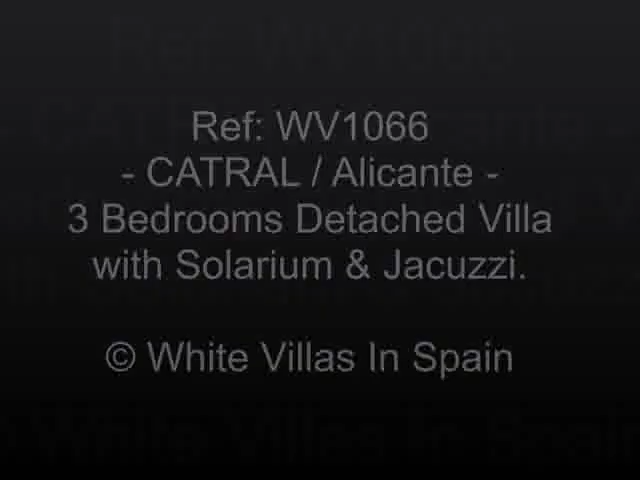 Ref: WV1066
- CATRAL / Alicante -
3 Bedrooms Detached Villa
with Solarium & Jacuzzi.
© White Villas In Spain